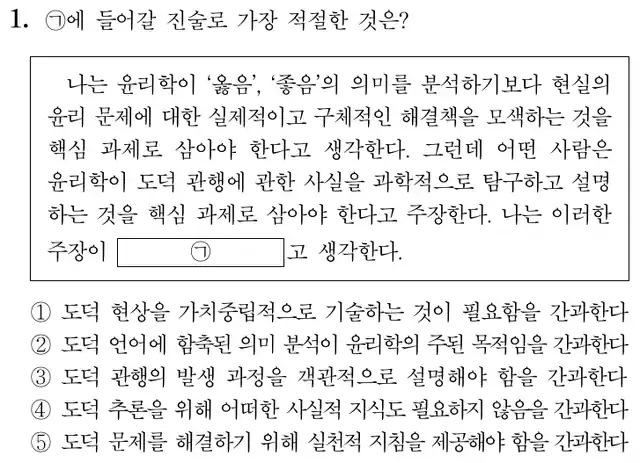 1. ㉠에 들어갈 진술로 가장 적절한 것은?
나는 윤리학이 ‘옳음’, ‘좋음’의 의미를 분석하기보다 현실의
윤리 문제에 대한 실제적이고 구체적인 해결책을 모색하는 것을
핵심 과제로 삼아야 한다고 생각한다. 그런데 어떤 사람은
윤리학이 도덕 관행에 관한 사실을 과학적으로 탐구하고 설명
하는 것을 핵심 과제로 삼아야 한다고 주장한다. 나는 이러한
주장이 ㉠ 고 생각한다.
① 도덕 현상을 가치중립적으로 기술하는 것이 필요함을 간과한다
② 도덕 언어에 함축된 의미 분석이 윤리학의 주된 목적임을 간과한다
③ 도덕 관행의 발생 과정을 객관적으로 설명해야 함을 간과한다
④ 도덕 추론을 위해 어떠한 사실적 지식도 필요하지 않음을 간과한다
⑤ 도덕 문제를 해결하기 위해 실천적 지침을 제공해야 함을 간과한다